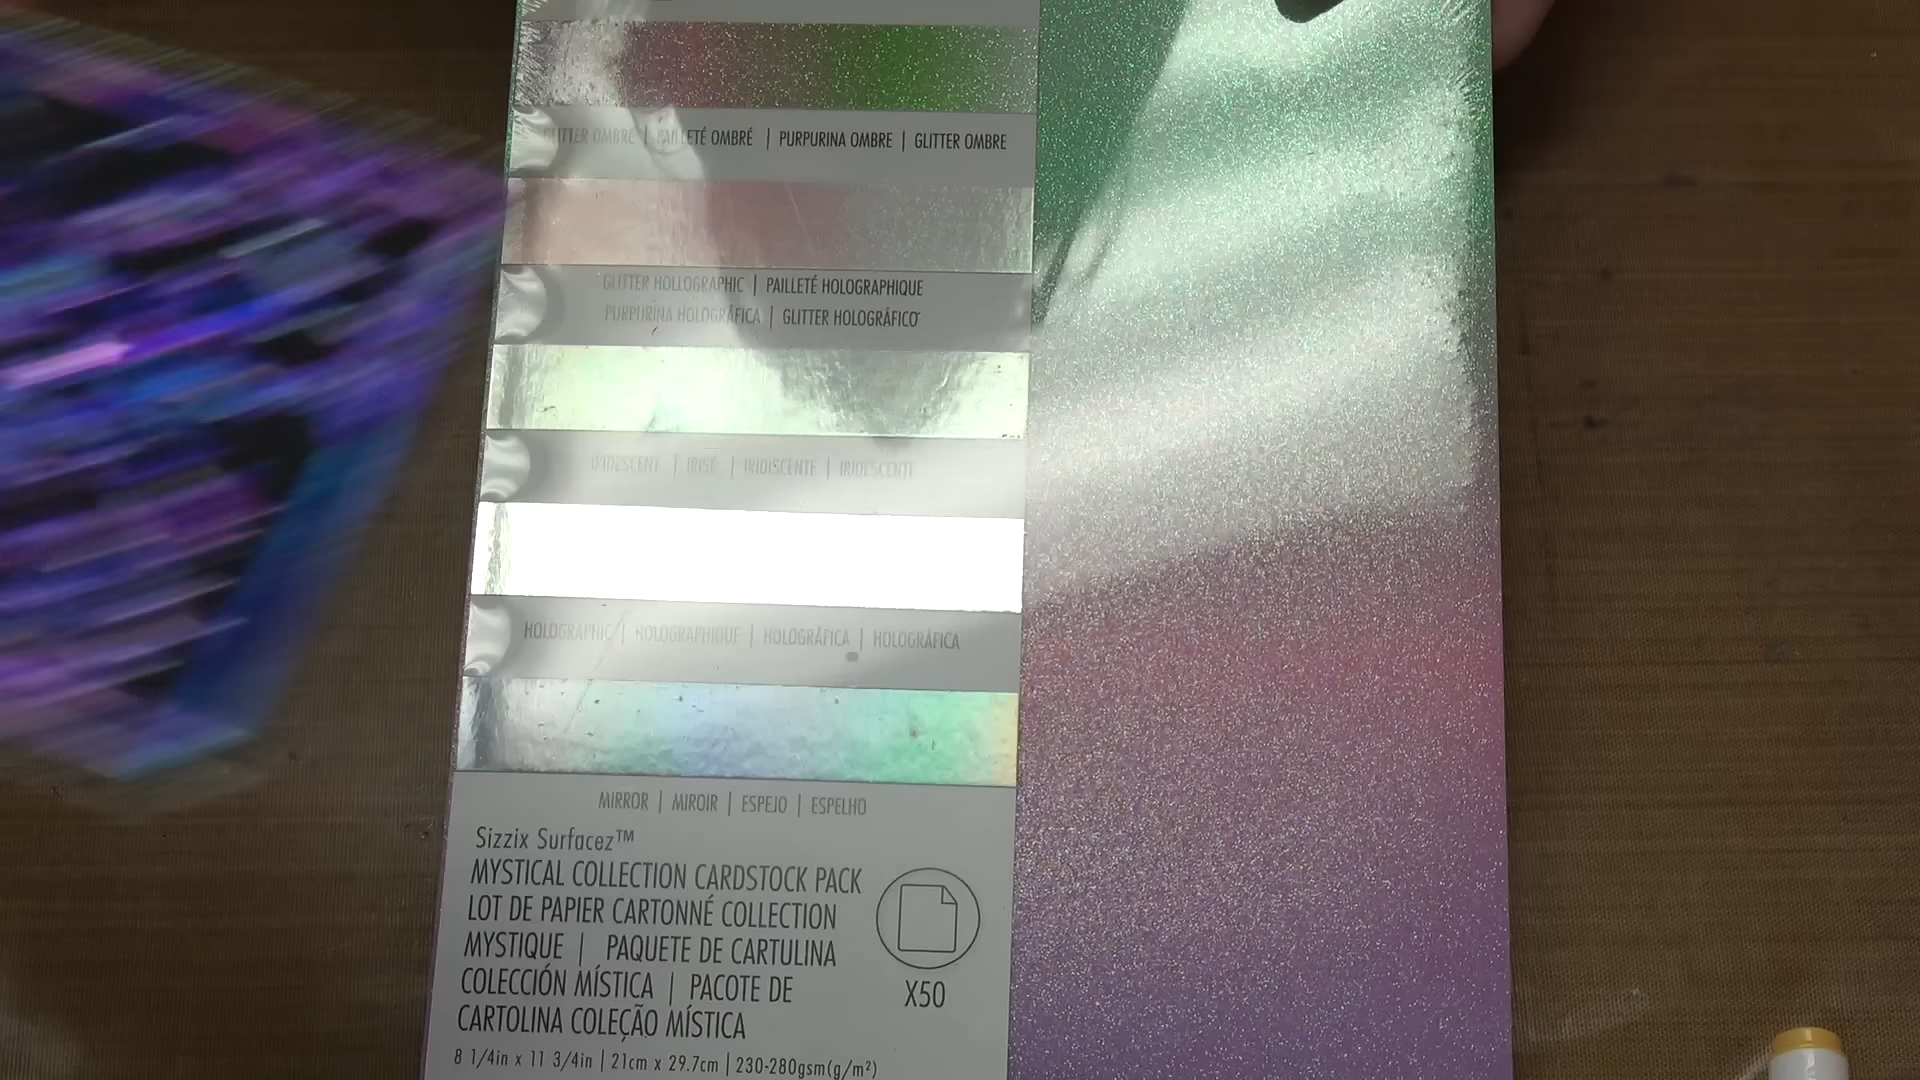 GLITTER OMBRE | PAILLETÉ OMBRÉ | PURPURINA OMBRE | GLITTER OMBRE
GLITTER HOLLOGRAPHIC | PAILLETÉ HOLOGRAPHIQUE
PURPURINA HOLOGRÁFICA | GLITTER HOLOGRÁFICO
IRIDESCENT | IRISÉ | IRIDISCENTE | IRIDESCENTE
HOLOGRAPHIC | HOLOGRAPHIQUE | HOLOGRÁFICA | HOLOGRÁFICA
MIRROR | MIROIR | ESPEJO | ESPELHO
Sizzix Surfacez™
MYSTICAL COLLECTION CARDSTOCK PACK
LOT DE PAPIER CARTONNÉ COLLECTION
MYSTIQUE | PAQUETE DE CARTULINA
COLECCIÓN MÍSTICA | PACOTE DE
CARTOLINA COLEÇÃO MÍSTICA
X50
8 1/4in x 11 3/4in | 21cm x 29.7cm | 230-280gsm(g/m²)